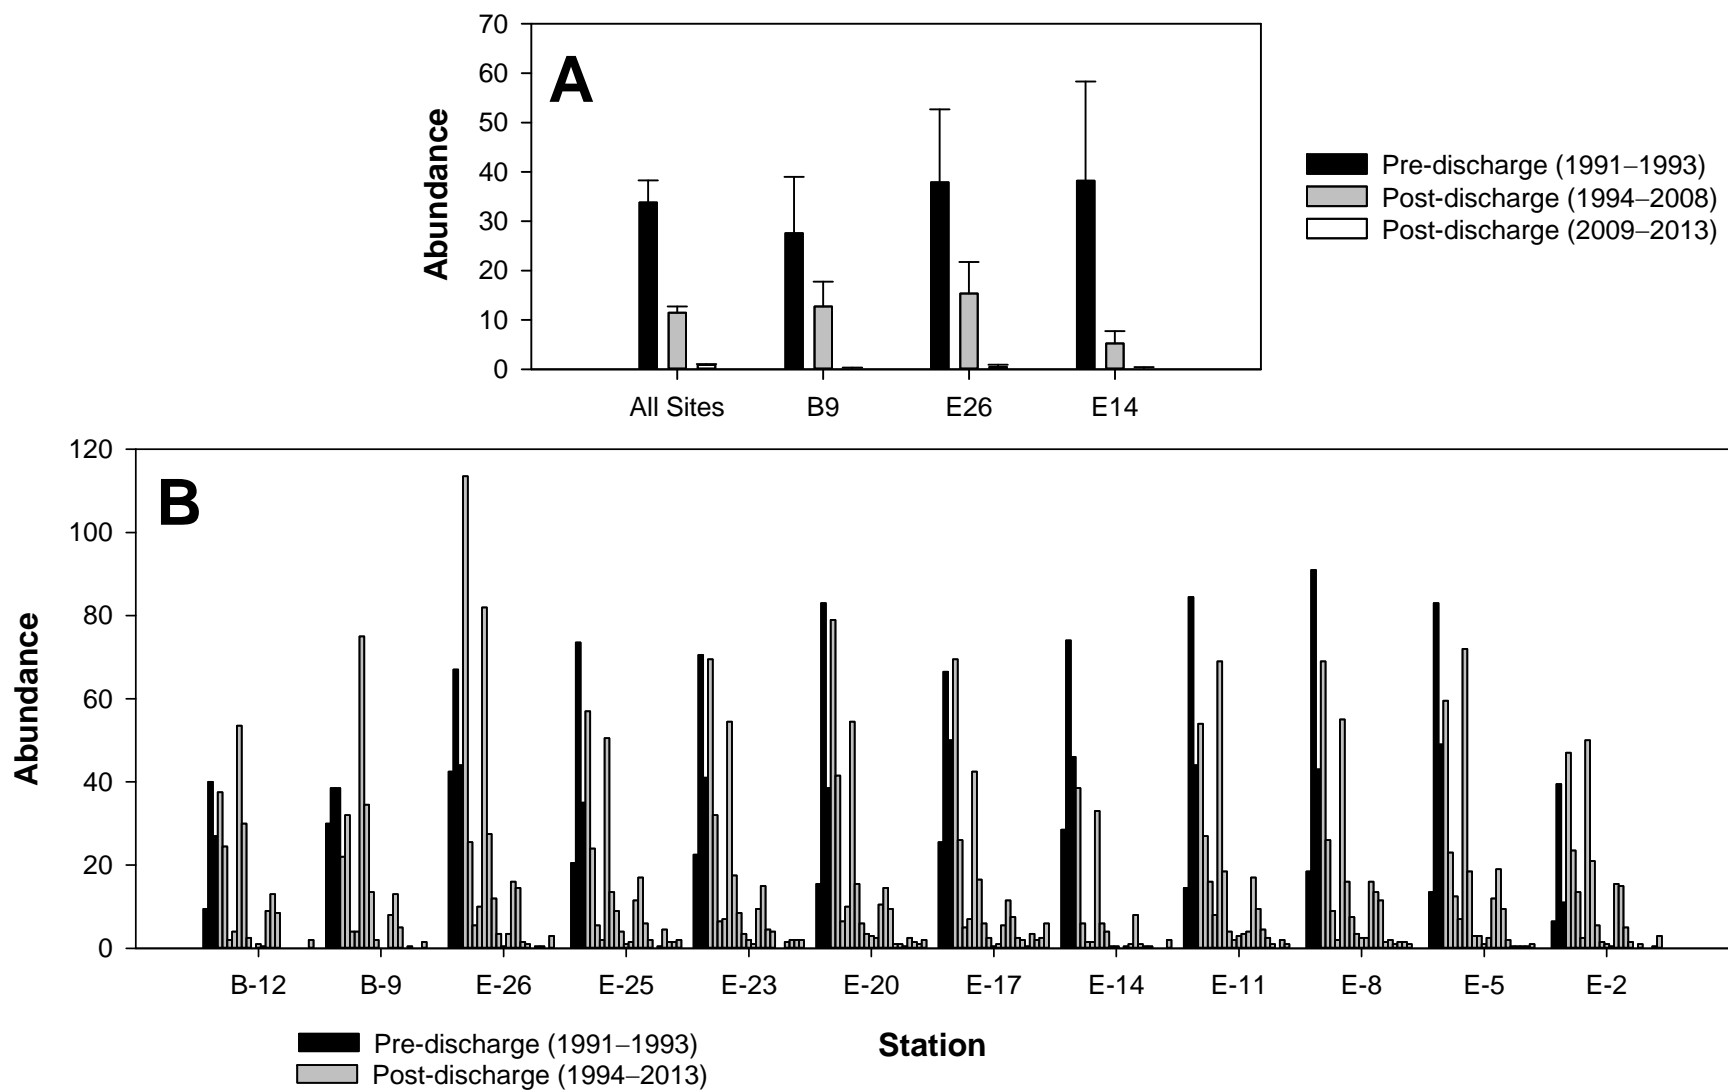 70
60
50
40
30
20
10
0
Abundance
A
All Sites B9 E26 E14
Pre-discharge (1991–1993)
Post-discharge (1994–2008)
Post-discharge (2009–2013)
120
100
80
60
40
20
0
Abundance
B
B-12 B-9 E-26 E-25 E-23 E-20 E-17 E-14 E-11 E-8 E-5 E-2
Station
Pre-discharge (1991–1993)
Post-discharge (1994–2013)